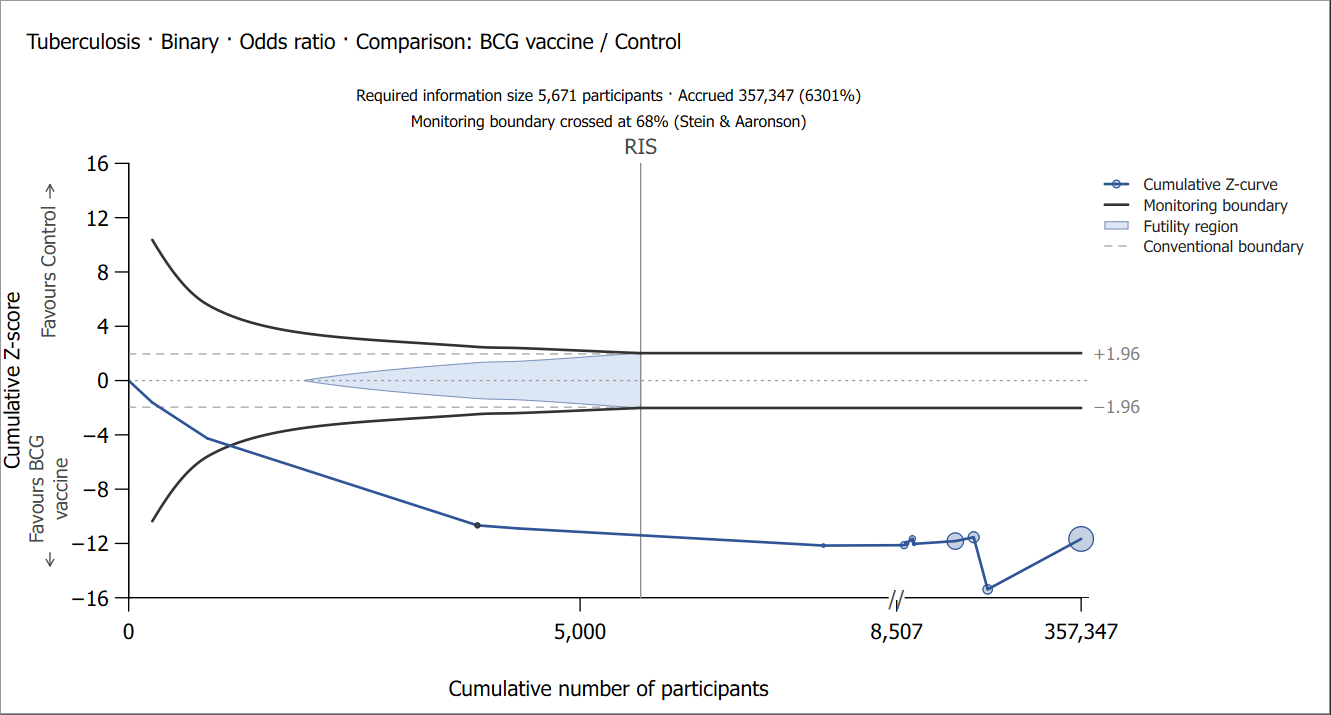 Tuberculosis · Binary · Odds ratio · Comparison: BCG vaccine / Control
Required information size 5,671 participants · Accrued 357,347 (6301%)
Monitoring boundary crossed at 68% (Stein & Aaronson)
RIS
16
12
8
4
0
−4
−8
−12
−16
Cumulative Z-score
Favours Control →
← Favours BCG
vaccine
Cumulative Z-curve
Monitoring boundary
Futility region
Conventional boundary
+1.96
−1.96
0
5,000
8,507
357,347
Cumulative number of participants